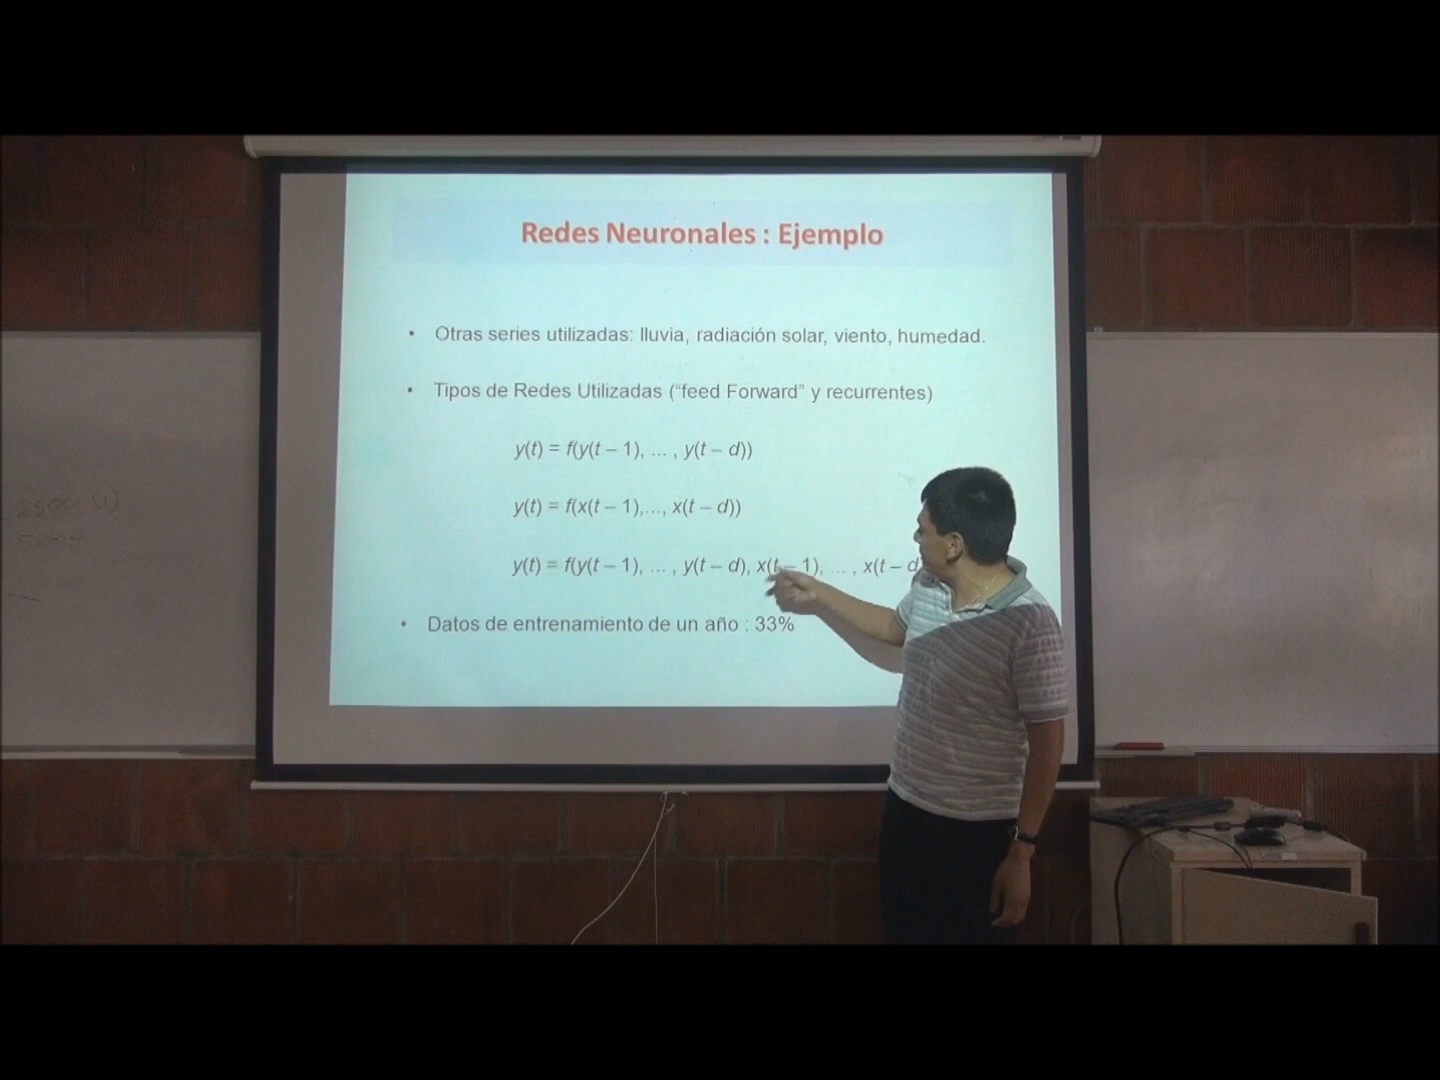 Redes Neuronales : Ejemplo
• Otras series utilizadas: lluvia, radiación solar, viento, humedad.
• Tipos de Redes Utilizadas (“feed Forward” y recurrentes)
y(t) = f(y(t – 1), ... , y(t – d))
y(t) = f(x(t – 1),..., x(t – d))
y(t) = f(y(t – 1), ... , y(t – d), x(t – 1), ... , x(t – d
• Datos de entrenamiento de un año : 33%
2500